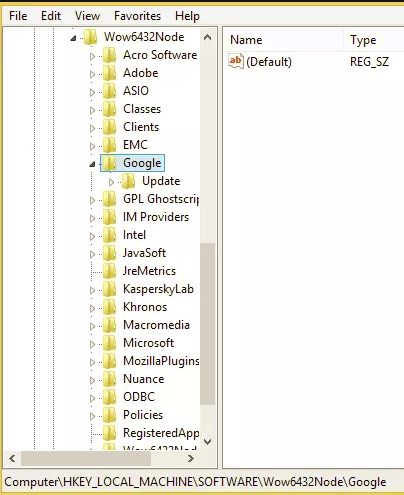 File Edit View Favorites Help
Wow6432Node
Acro Software
Adobe
ASIO
Classes
Clients
EMC
Google
Update
GPL Ghostscrip
IM Providers
Intel
JavaSoft
JreMetrics
KasperskyLab
Khronos
Macromedia
Microsoft
MozillaPlugins
Nuance
ODBC
Policies
RegisteredApp
Wow6432Node
Name Type
ab (Default) REG_SZ
Computer\HKEY_LOCAL_MACHINE\SOFTWARE\Wow6432Node\Google